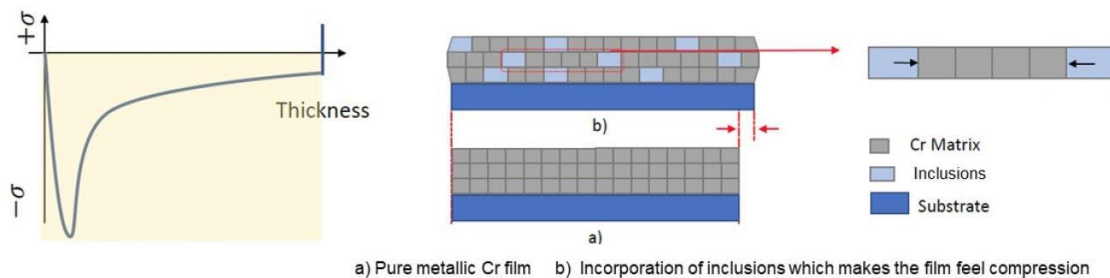 +σ
Thickness
−σ
b)
a)
Cr Matrix
Inclusions
Substrate
a) Pure metallic Cr film b) Incorporation of inclusions which makes the film feel compression